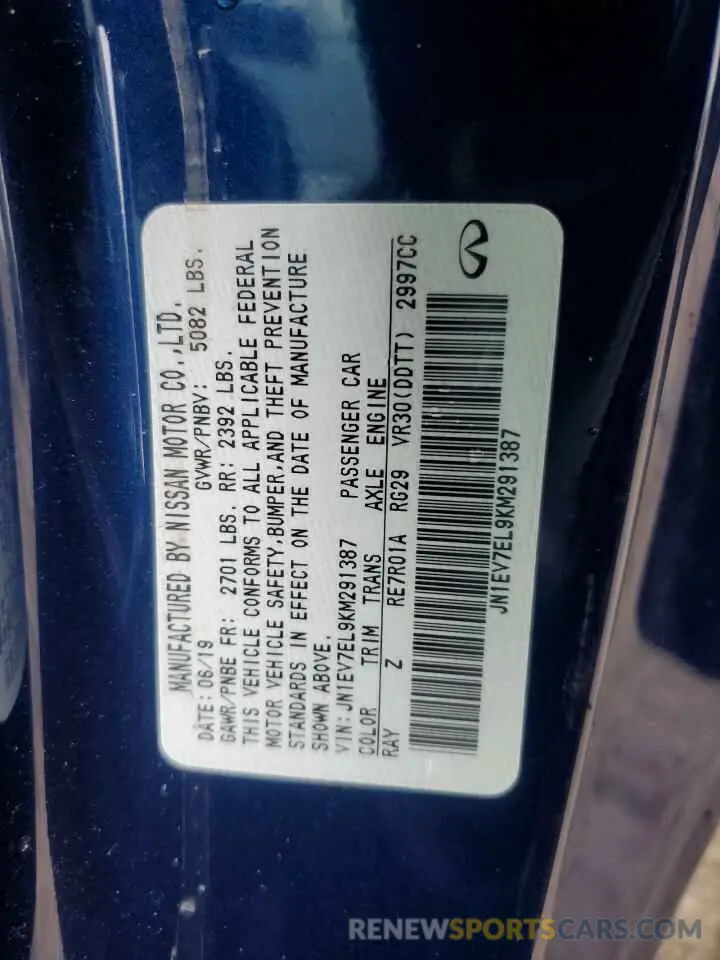 MANUFACTURED BY NISSAN MOTOR CO.,LTD.
DATE: 06/19 GVWR/PNBV: 5082 LBS.
GAWR/PNBE FR: 2701 LBS. RR: 2392 LBS.
THIS VEHICLE CONFORMS TO ALL APPLICABLE FEDERAL
MOTOR VEHICLE SAFETY,BUMPER,AND THEFT PREVENTION
STANDARDS IN EFFECT ON THE DATE OF MANUFACTURE
SHOWN ABOVE.
VIN: JN1EV7EL9KM291387 PASSENGER CAR
COLOR TRIM TRANS AXLE ENGINE
RAY Z RE7R01A RG29 VR30(DDTT) 2997CC
JN1EV7EL9KM291387
RENEWSPORTSCARS.COM